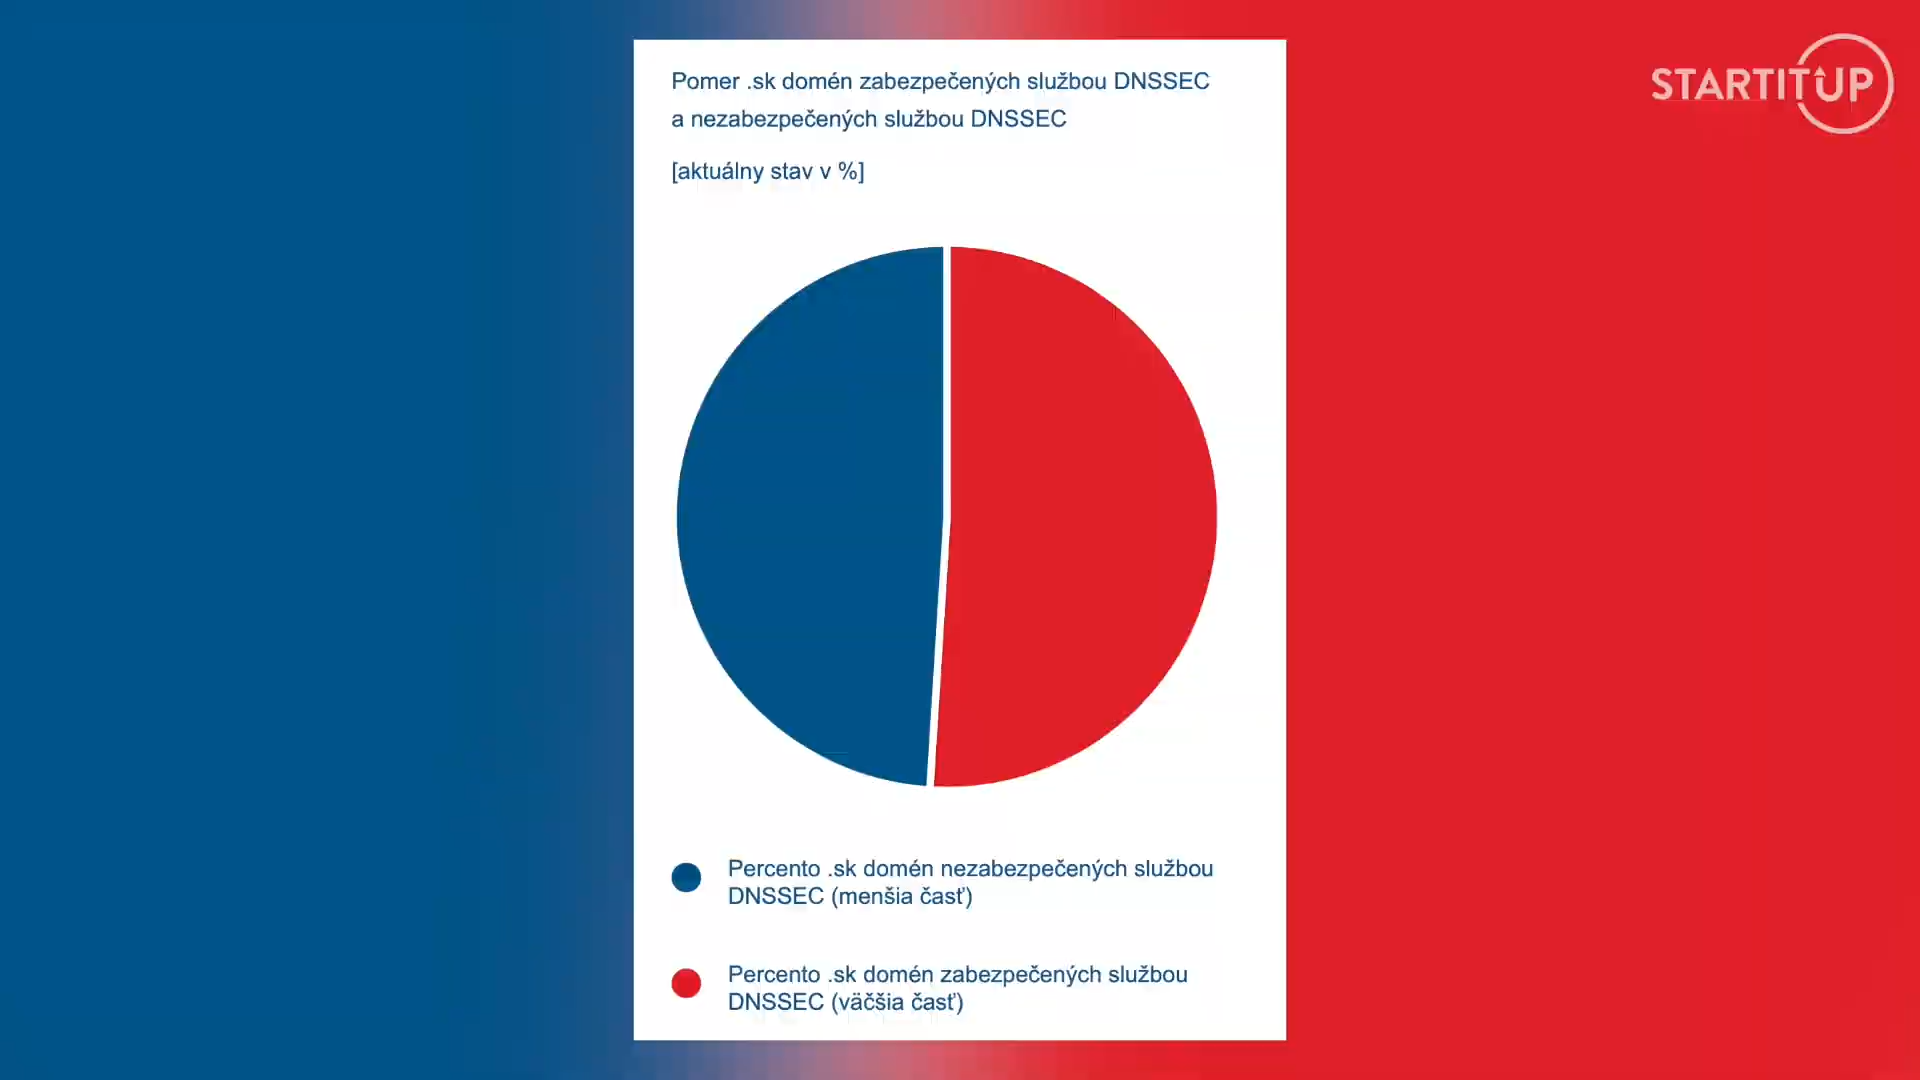 STARTITUP
Pomer .sk domén zabezpečených službou DNSSEC
a nezabezpečených službou DNSSEC
[aktuálny stav v %]
Percento .sk domén nezabezpečených službou
DNSSEC (menšia časť)
Percento .sk domén zabezpečených službou
DNSSEC (väčšia časť)